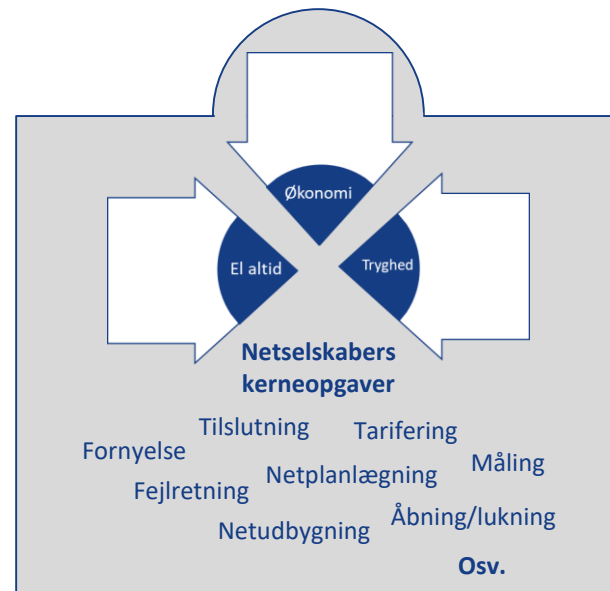 Økonomi
El altid
Tryghed
Netselskabers
kerneopgaver
Tilslutning
Tarifering
Fornyelse
Måling
Netplanlægning
Fejlretning
Åbning/lukning
Netudbygning
Osv.